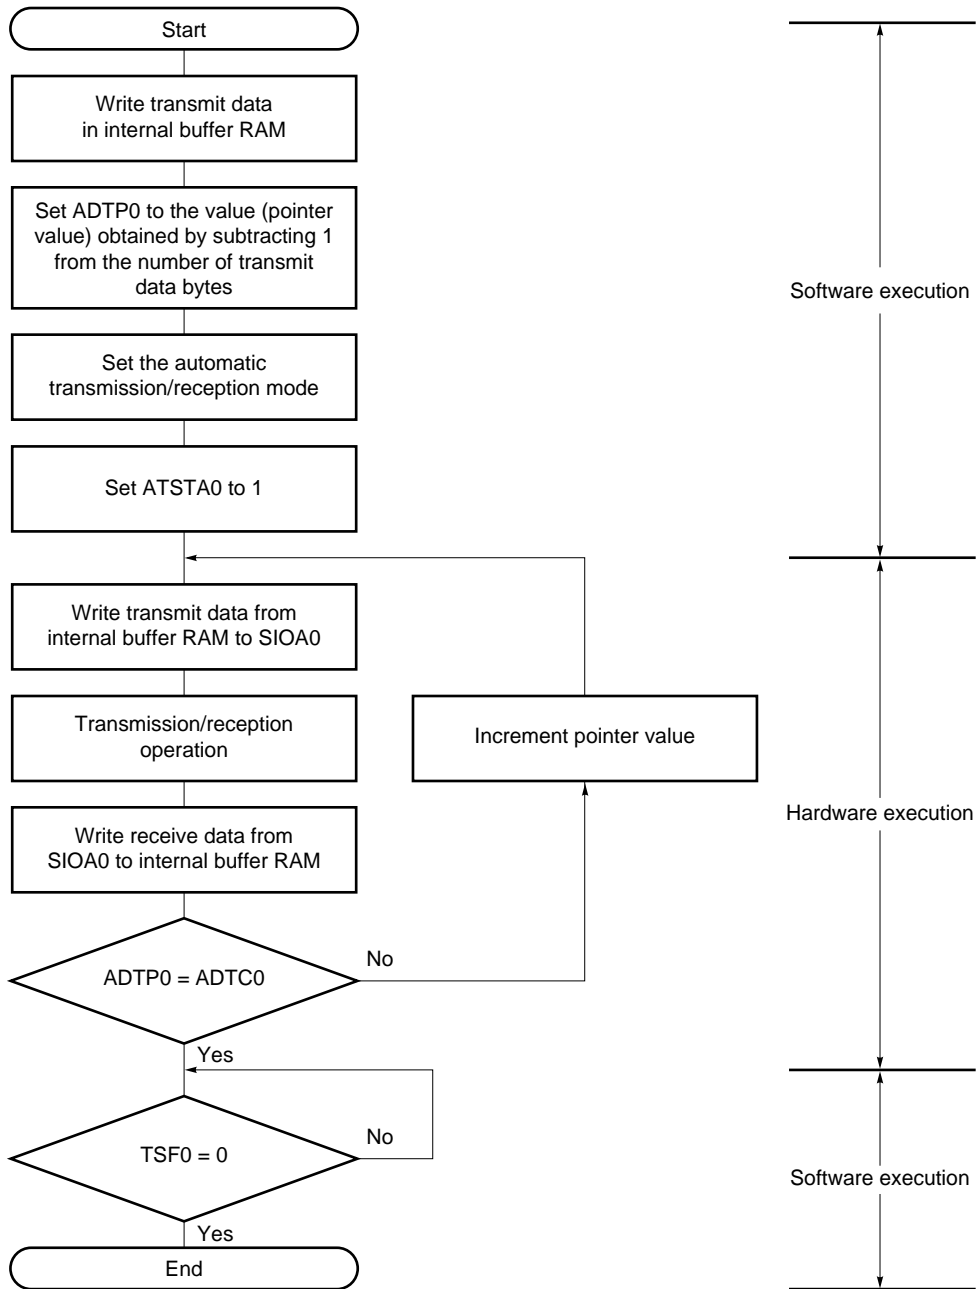 Start
Write transmit data
in internal buffer RAM
Set ADTP0 to the value (pointer
value) obtained by subtracting 1
from the number of transmit
data bytes
Software execution
Set the automatic
transmission/reception mode
Set ATSTA0 to 1
Write transmit data from
internal buffer RAM to SIOA0
Transmission/reception
operation
Increment pointer value
Hardware execution
Write receive data from
SIOA0 to internal buffer RAM
ADTP0 = ADTC0
No
Yes
TSF0 = 0
No
Software execution
Yes
End